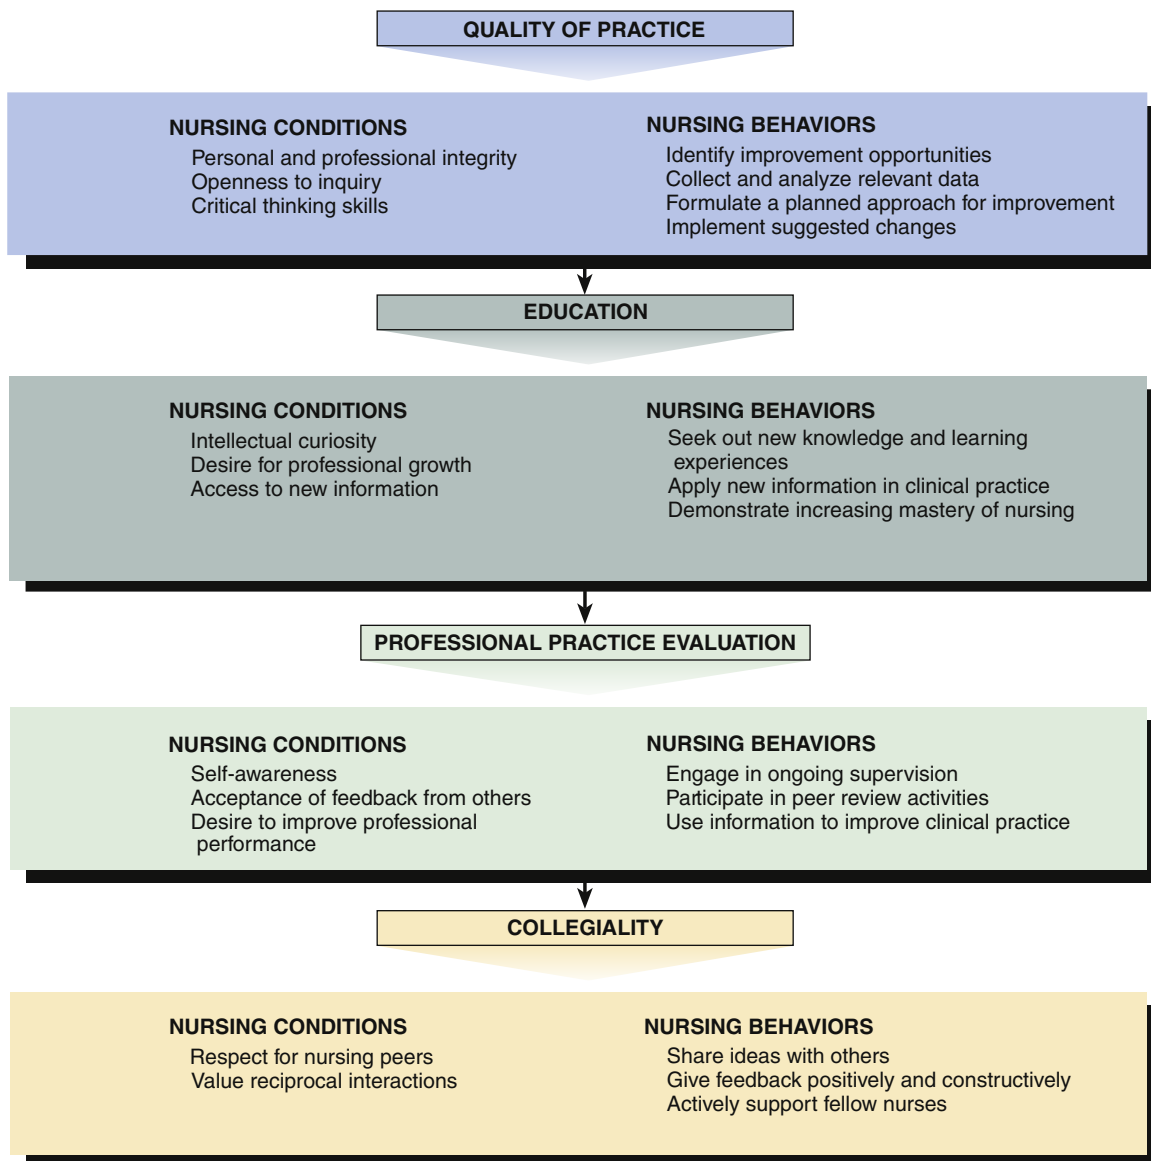 QUALITY OF PRACTICE
NURSING CONDITIONS
Personal and professional integrity
Openness to inquiry
Critical thinking skills
NURSING BEHAVIORS
Identify improvement opportunities
Collect and analyze relevant data
Formulate a planned approach for improvement
Implement suggested changes
EDUCATION
NURSING CONDITIONS
Intellectual curiosity
Desire for professional growth
Access to new information
NURSING BEHAVIORS
Seek out new knowledge and learning
experiences
Apply new information in clinical practice
Demonstrate increasing mastery of nursing
PROFESSIONAL PRACTICE EVALUATION
NURSING CONDITIONS
Self-awareness
Acceptance of feedback from others
Desire to improve professional
performance
NURSING BEHAVIORS
Engage in ongoing supervision
Participate in peer review activities
Use information to improve clinical practice
COLLEGIALITY
NURSING CONDITIONS
Respect for nursing peers
Value reciprocal interactions
NURSING BEHAVIORS
Share ideas with others
Give feedback positively and constructively
Actively support fellow nurses